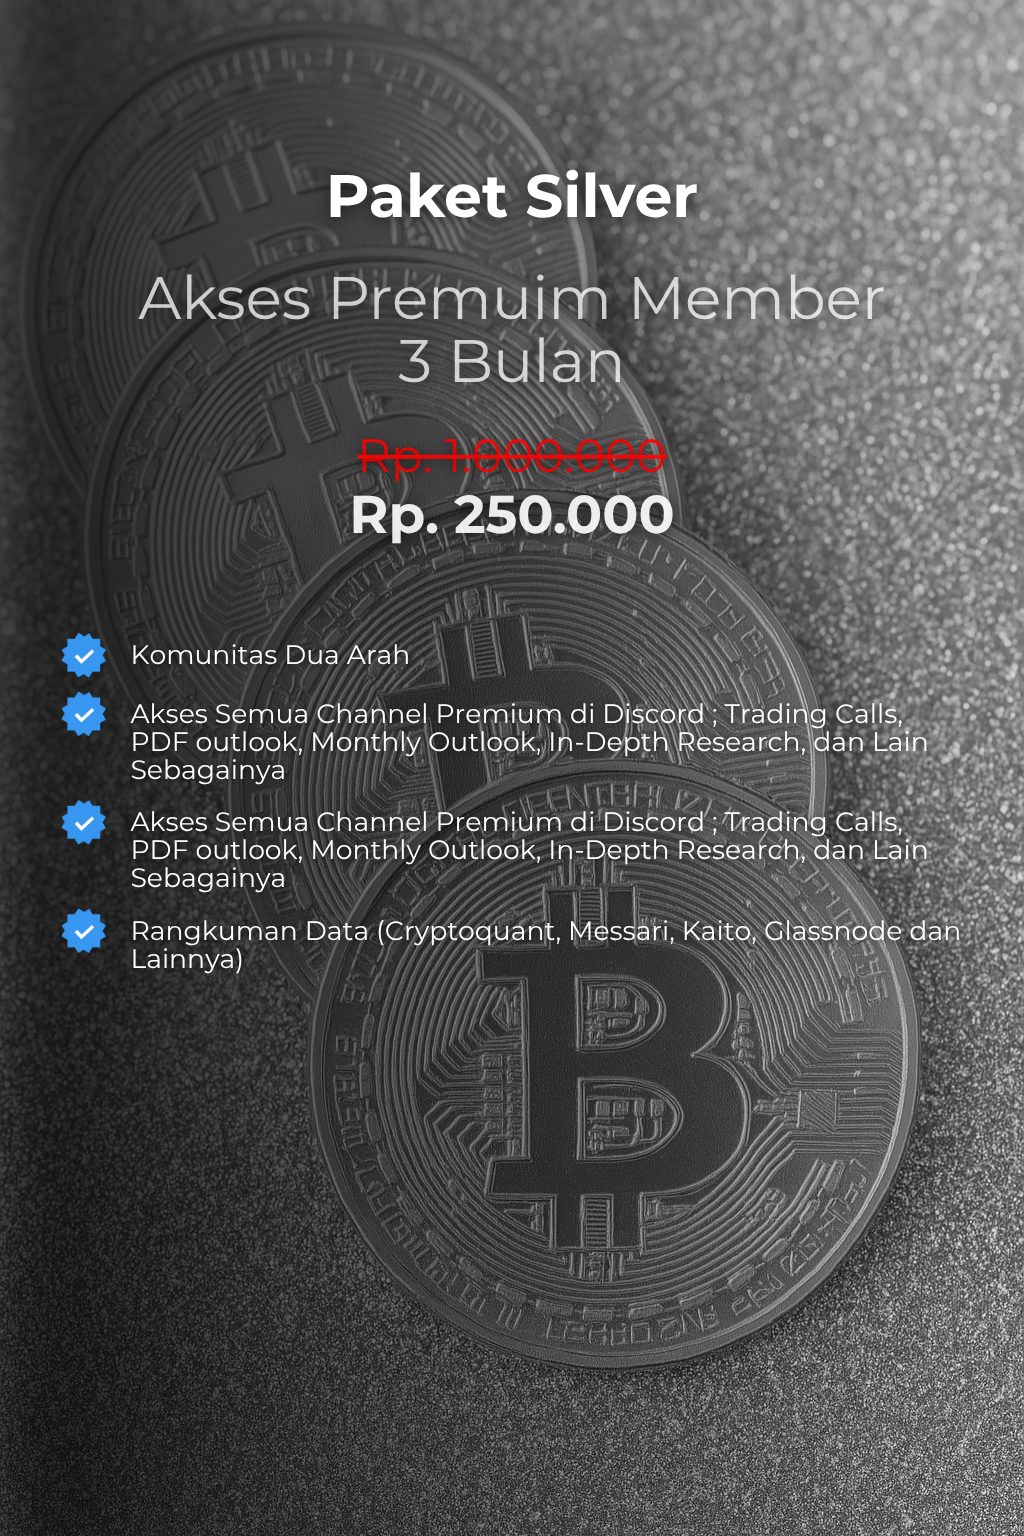 Paket Silver
Akses Premuim Member
3 Bulan
Rp. 1.000.000
Rp. 250.000
Komunitas Dua Arah
Akses Semua Channel Premium di Discord ; Trading Calls,
PDF outlook, Monthly Outlook, In-Depth Research, dan Lain
Sebagainya
Akses Semua Channel Premium di Discord ; Trading Calls,
PDF outlook, Monthly Outlook, In-Depth Research, dan Lain
Sebagainya
Rangkuman Data (Cryptoquant, Messari, Kaito, Glassnode dan
Lainnya)